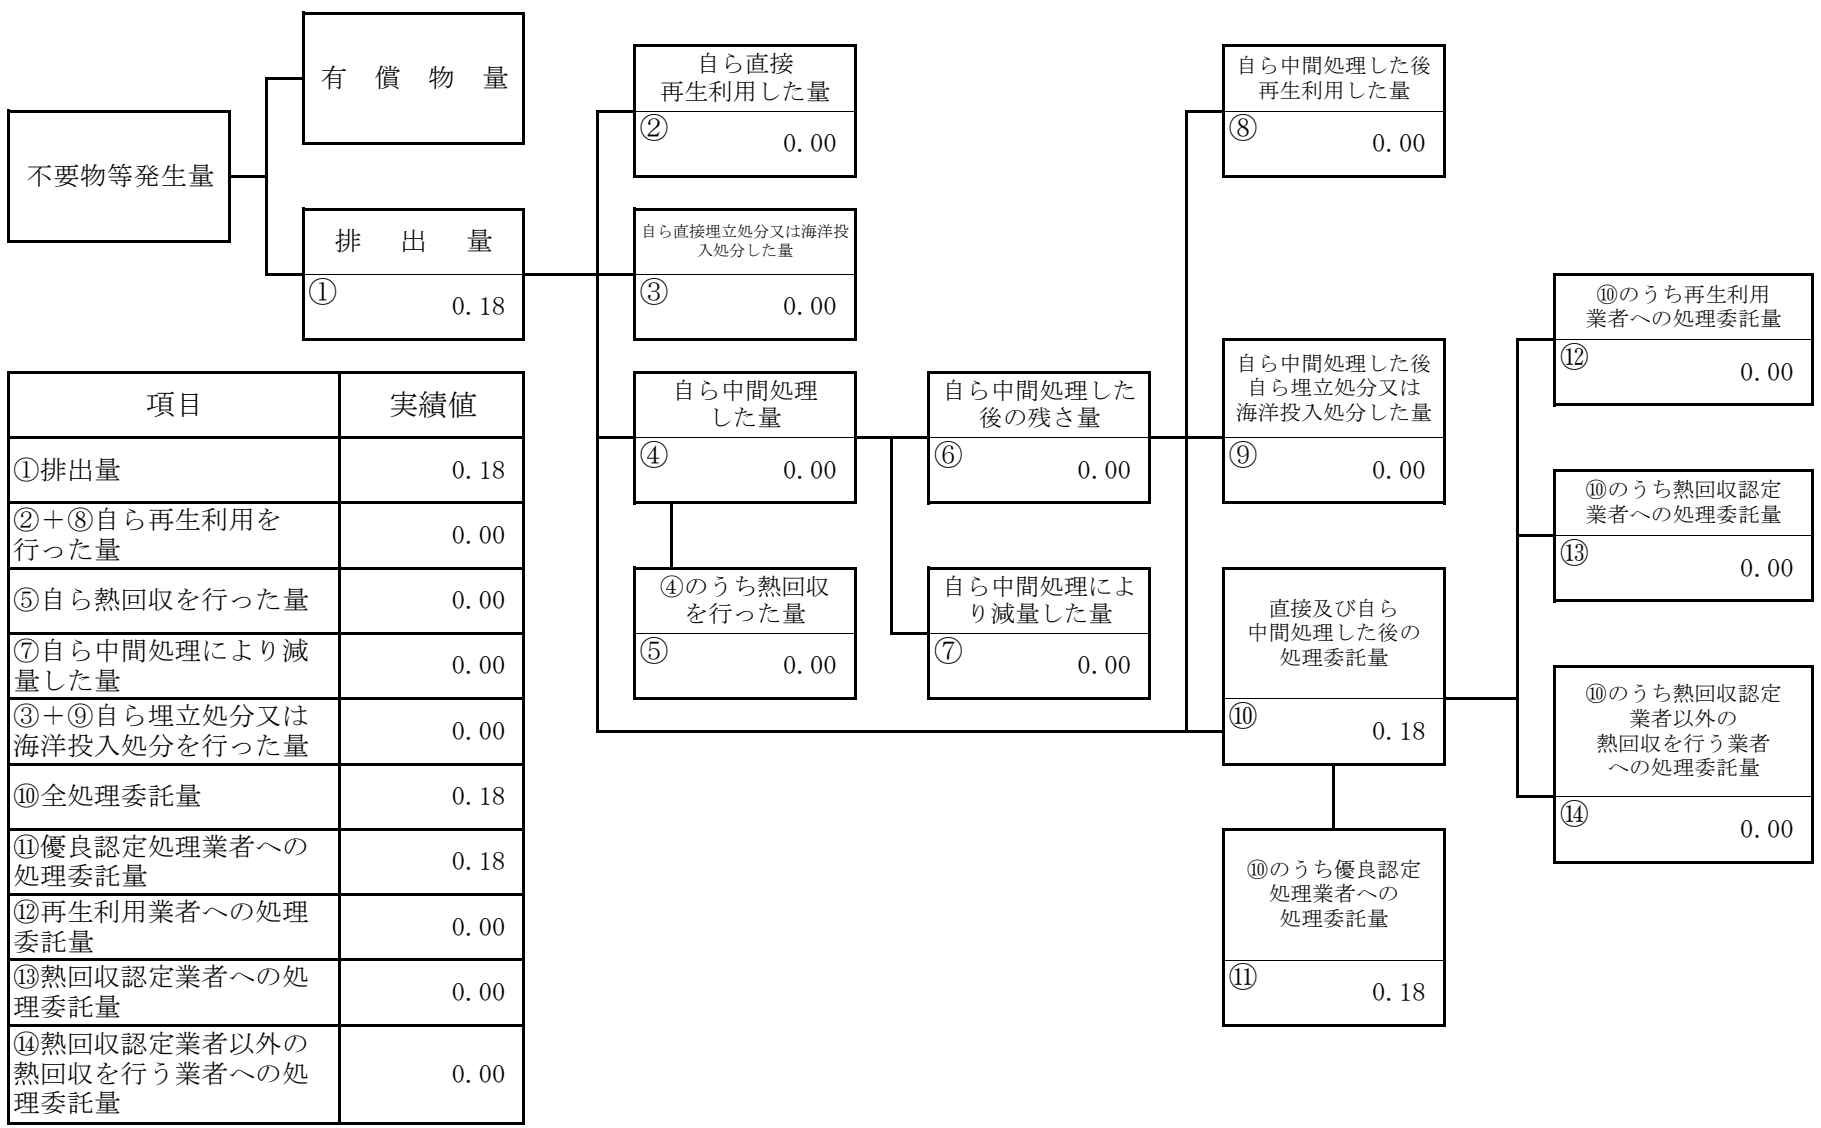 有償物量
不要物等発生量
排出量
①
0.18
自ら直接
再生利用した量
②
0.00
自ら直接埋立処分又は海洋投
入処分した量
③
0.00
自ら中間処理
した量
④
0.00
④のうち熱回収
を行った量
⑤
0.00
自ら中間処理した
後の残さ量
⑥
0.00
自ら中間処理によ
り減量した量
⑦
0.00
自ら中間処理した後
再生利用した量
⑧
0.00
自ら中間処理した後
自ら埋立処分又は
海洋投入処分した量
⑨
0.00
直接及び自ら
中間処理した後の
処理委託量
⑩
0.18
⑩のうち優良認定
処理業者への
処理委託量
⑪
0.18
⑩のうち再生利用
業者への処理委託量
⑫
0.00
⑩のうち熱回収認定
業者への処理委託量
⑬
0.00
⑩のうち熱回収認定
業者以外の
熱回収を行う業者
への処理委託量
⑭
0.00
項目 実績値
①排出量 0.18
②＋⑧自ら再生利用を
行った量 0.00
⑤自ら熱回収を行った量 0.00
⑦自ら中間処理により減
量した量 0.00
③＋⑨自ら埋立処分又は
海洋投入処分を行った量 0.00
⑩全処理委託量 0.18
⑪優良認定処理業者への
処理委託量 0.18
⑫再生利用業者への処理
委託量 0.00
⑬熱回収認定業者への処
理委託量 0.00
⑭熱回収認定業者以外の
熱回収を行う業者への処
理委託量 0.00